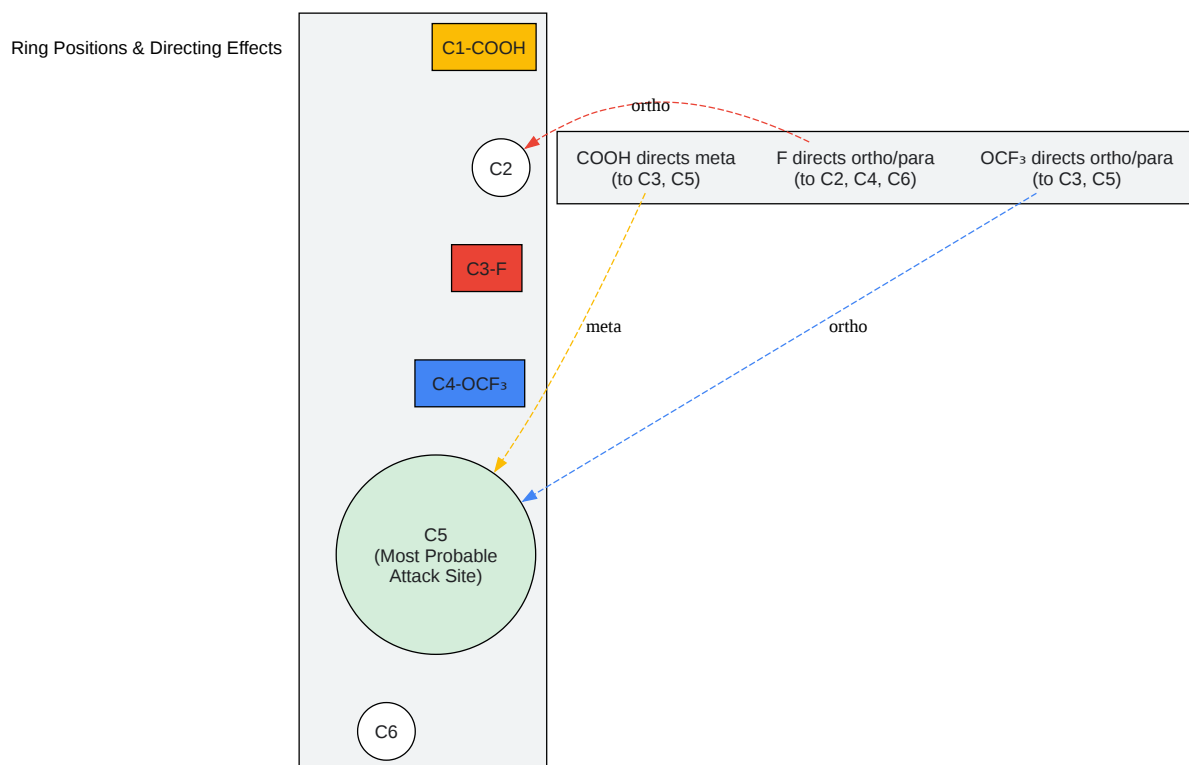 Ring Positions & Directing Effects
C1-COOH
ortho
C2
COOH directs meta
(to C3, C5)
F directs ortho/para
(to C2, C4, C6)
OCF₃ directs ortho/para
(to C3, C5)
C3-F
meta
ortho
C4-OCF₃
C5
(Most Probable
Attack Site)
C6